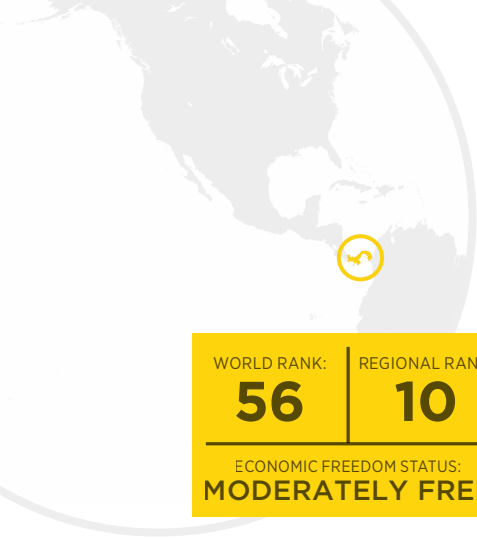 WORLD RANK: REGIONAL RAN
56 10
ECONOMIC FREEDOM STATUS:
MODERATELY FRE